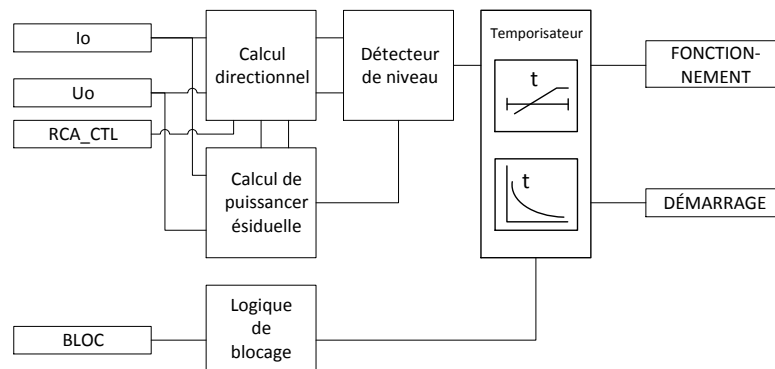 Io
Uo
RCA_CTL
BLOC
Calcul
directionnel
Calcul de
puissancer
ésiduelle
Logique
de
blocage
Détecteur
de niveau
Temporisateur
t
t
FONCTION-
NEMENT
DÉMARRAGE